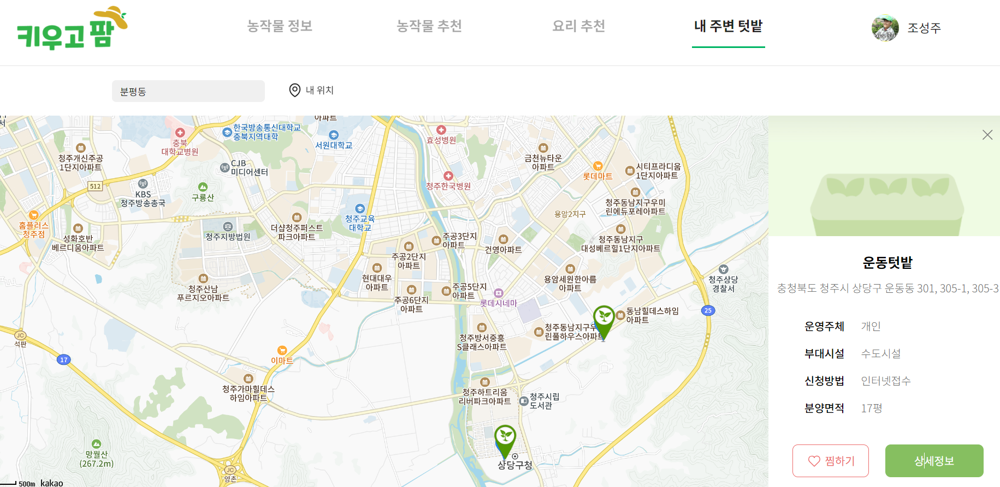 키우고 팜
농작물 정보
농작물 추천
요리 추천
내 주변 텃밭
조성주
분평동
내 위치
서
아파트
충북
대학교병원
한국방송통신대학교
충북지역대학
서원대학교
효성병원
청주개신주공
1단지아파트
CJB
미디어센터
금천뉴타운
아파트
롯데마트
시티프라디움
1단지아파트
512
KBS
청주방송총국
구룡산
청주한국병원
청주동남지구우미
린에듀포레아파트
홈플러스
청주점
성화호반
베르디움아파트
청주지방법원
더샵청주퍼스트
파크아파트
청주교육
대학교
용암2지구
주공3단지
아파트
건영아파트
청주동남지구
대성베르힐1단지아파트
주공2단지
아파트
현대대우
아파트
용암세원한아름
아파트
청주상당
경찰서
청주산남
푸르지오아파트
주공5단지
아파트
주공6단지
아파트
롯데시네마
동남힐데스하임
아파트
25
청주동남지구우
린풀하우스아파트
청주방서중흥
S클래스아파트
JC
석판
17
이마트
청주가마힐데스
하임아파트
청주하트리움
리버파크아파트
청주시립
도서관
망월산
(267.2m)
상당구청
JC
양촌
500m kakao
운동텃밭
충청북도 청주시 상당구 운동동 301, 305-1, 305-3
운영주체 개인
부대시설 수도시설
신청방법 인터넷접수
분양면적 17평
찜하기
상세정보